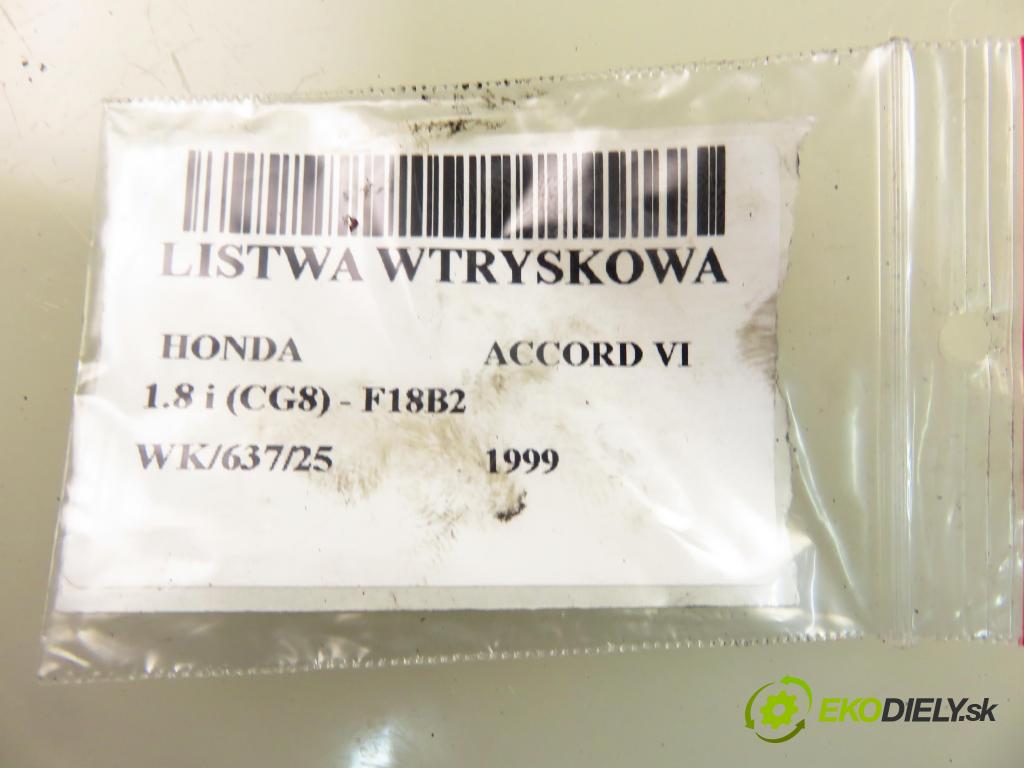 LISTWA WTRYSKOWA
HONDA ACCORD VI
1.8 i (CG8) - F18B2
WK/637/25 1999
EKODIELY.sk